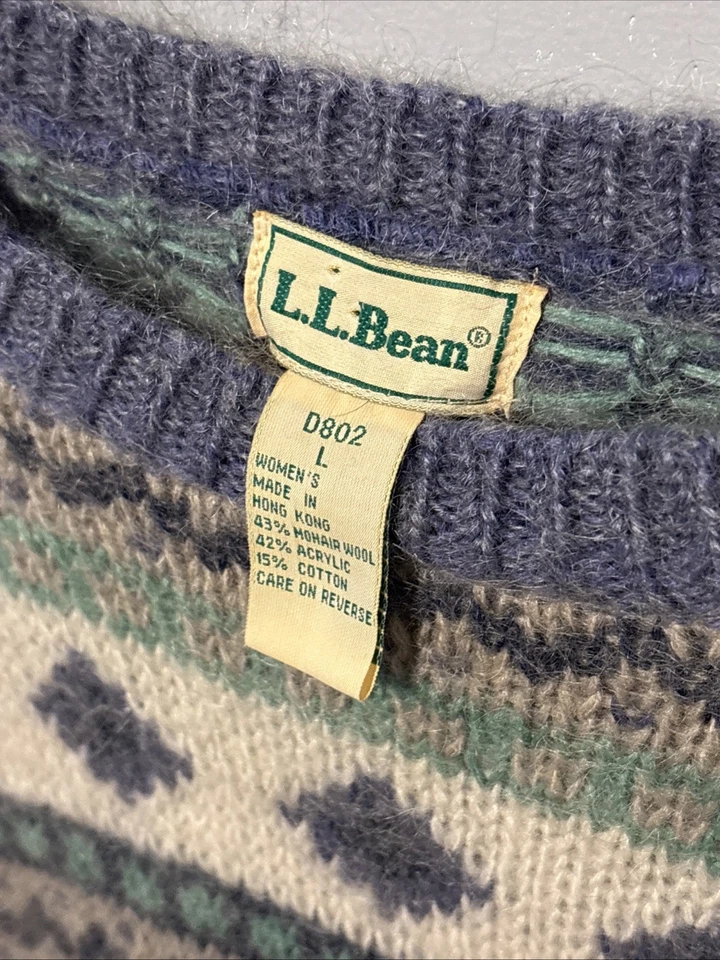 L.L.Bean®
D802
L
WOMEN'S
MADE IN
HONG KONG
43% MOHAIR WOOL
42% ACRYLIC
15% COTTON
CARE ON REVERSE